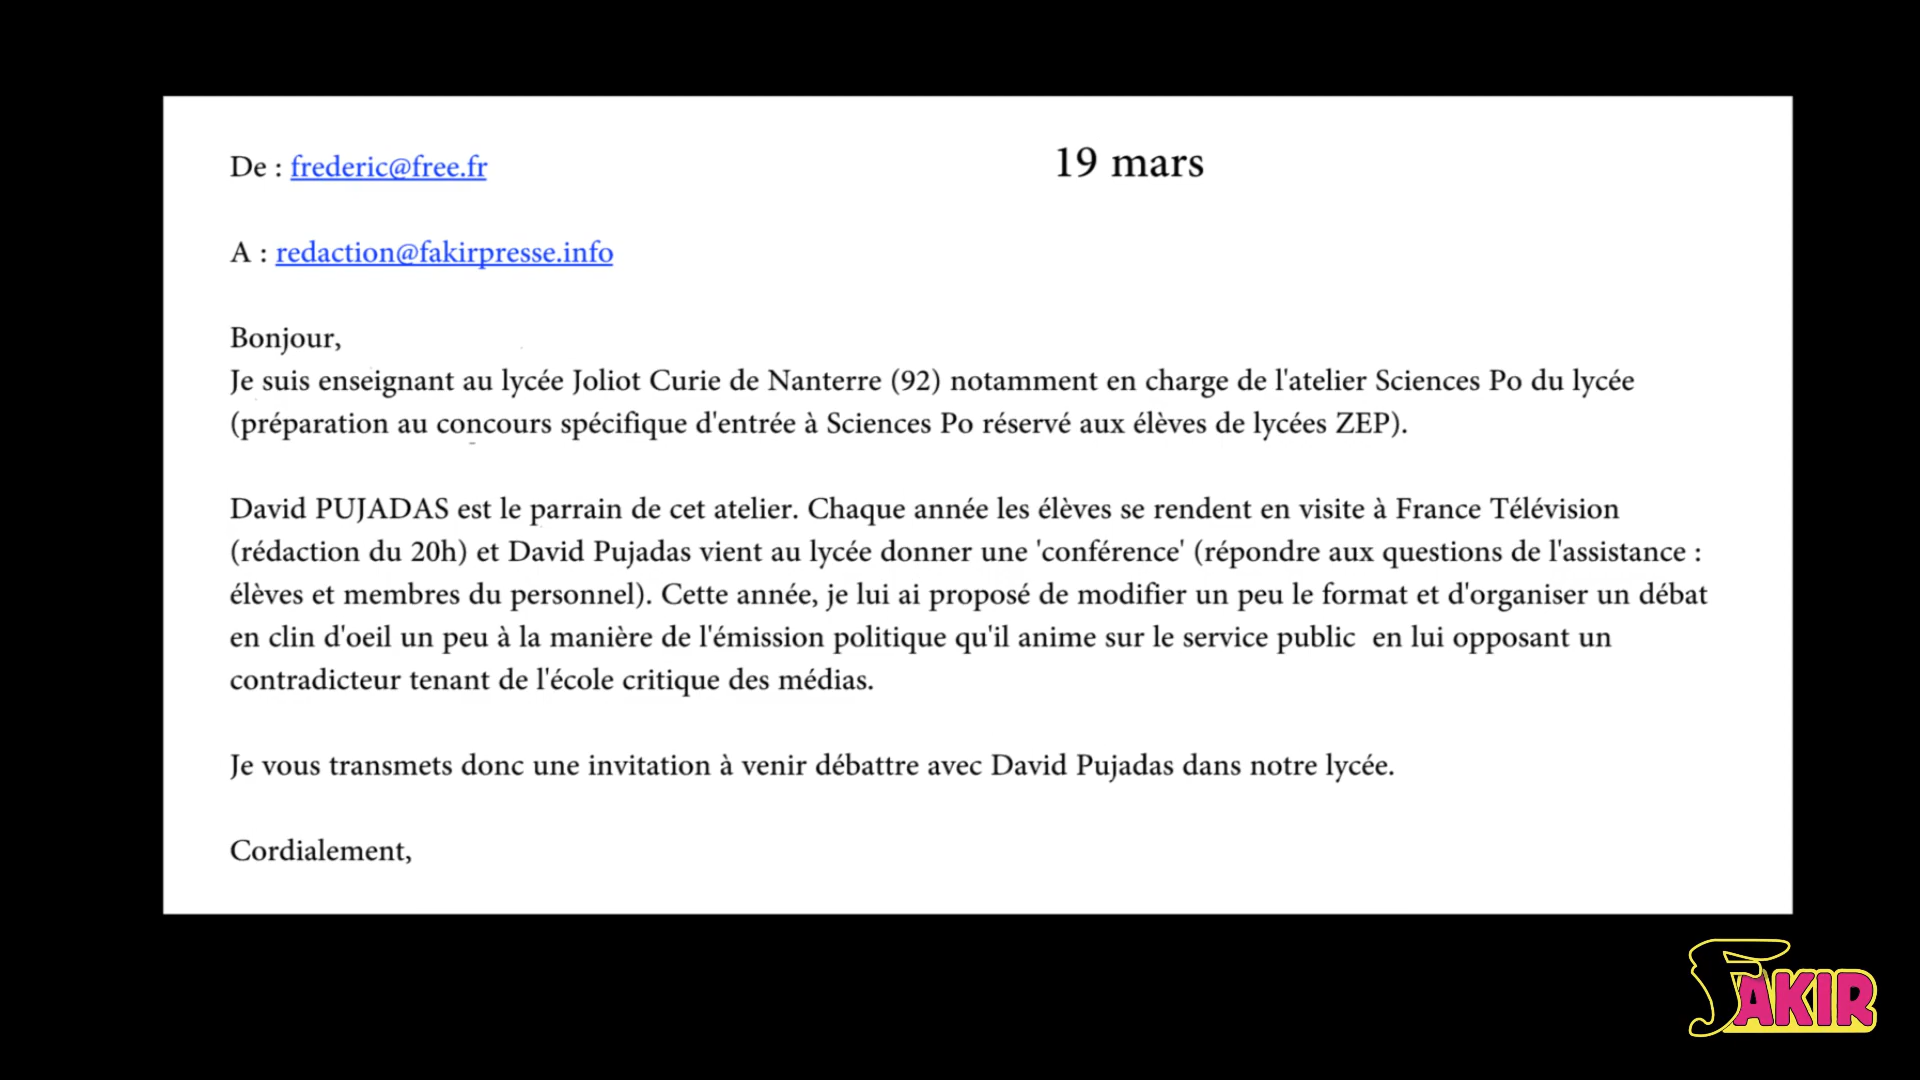 De : frederic@free.fr
19 mars
A : redaction@fakirpresse.info
Bonjour,
Je suis enseignant au lycée Joliot Curie de Nanterre (92) notamment en charge de l'atelier Sciences Po du lycée
(préparation au concours spécifique d'entrée à Sciences Po réservé aux élèves de lycées ZEP).
David PUJADAS est le parrain de cet atelier. Chaque année les élèves se rendent en visite à France Télévision
(rédaction du 20h) et David Pujadas vient au lycée donner une 'conférence' (répondre aux questions de l'assistance :
élèves et membres du personnel). Cette année, je lui ai proposé de modifier un peu le format et d'organiser un débat
en clin d'oeil un peu à la manière de l'émission politique qu'il anime sur le service public  en lui opposant un
contradicteur tenant de l'école critique des médias.
Je vous transmets donc une invitation à venir débattre avec David Pujadas dans notre lycée.
Cordialement,
FAKIR